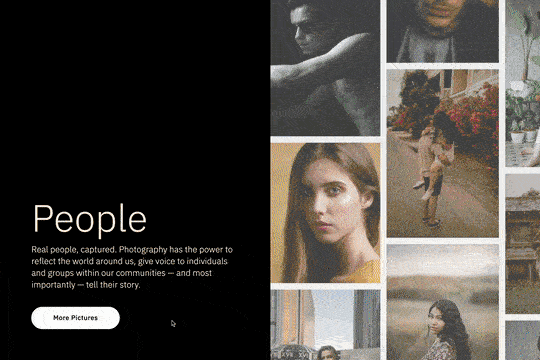 People
Real people, captured. Photography has the power to
reflect the world around us, give voice to individuals
and groups within our communities — and most
importantly — tell their story.
More Pictures